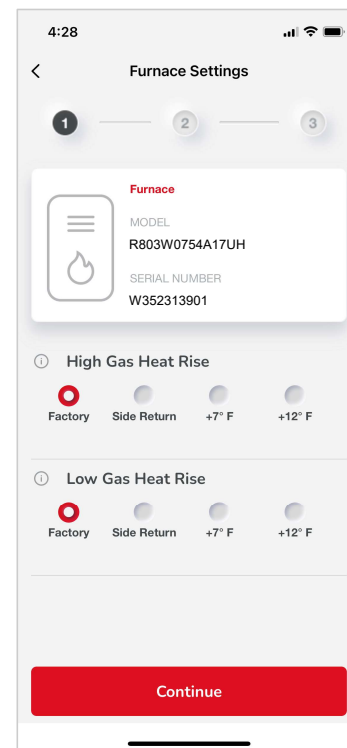 4:28
Furnace Settings
1 2 3
Furnace
MODEL
R803W0754A17UH
SERIAL NUMBER
W352313901
High Gas Heat Rise
Factory Side Return +7° F +12° F
Low Gas Heat Rise
Factory Side Return +7° F +12° F
Continue